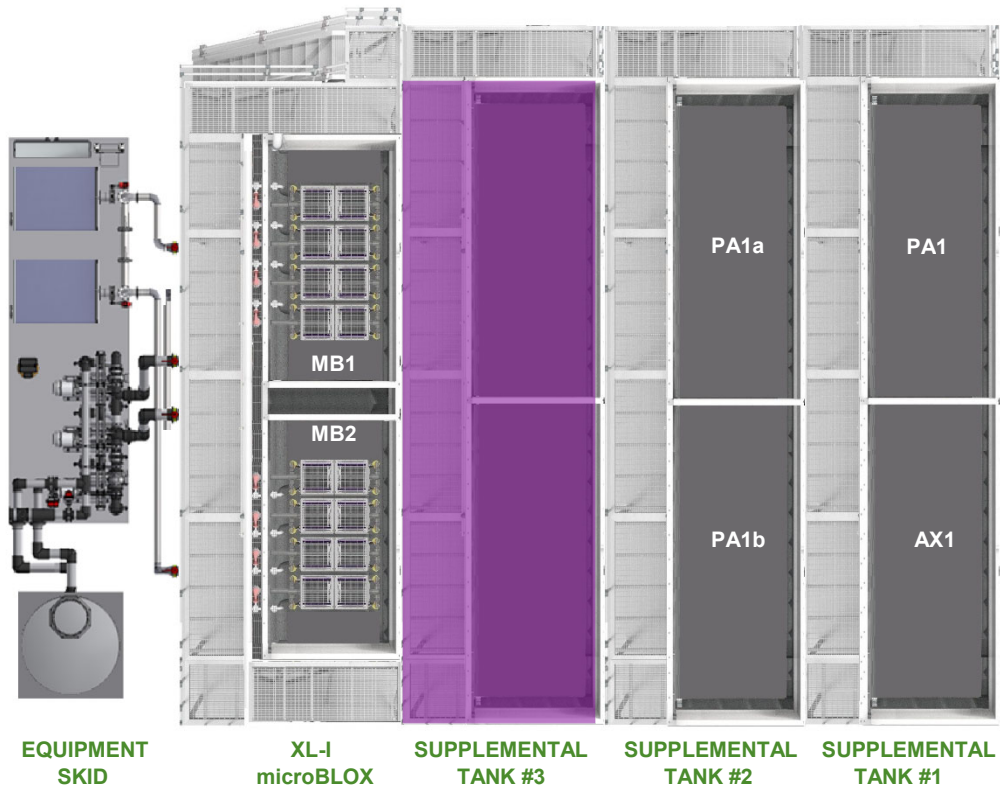 PA1a
PA1
MB1
MB2
PA1b
AX1
EQUIPMENT
SKID
XL-I
microBLOX
SUPPLEMENTAL
TANK #3
SUPPLEMENTAL
TANK #2
SUPPLEMENTAL
TANK #1